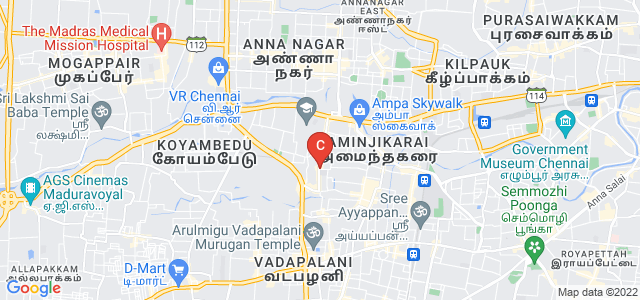 ANNANAGAR
EAST
அண்ணாநகர்
ஈஸ்ட்
PURASAIWAKKAM
புரசைவாக்கம்
The Madras Medical
Mission Hospital
H
112
ANNA NAGAR
அண்ணா
நகர்
MOGAPPAIR
முகப்பேர்
KILPAUK
கீழ்ப்பாக்கம்
VR Chennai
வி.ஆர்
சென்னை
114
Sri Lakshmi Sai
Baba Temple
ஸ்ரீ
லக்ஷ்மி...
Ampa Skywalk
அம்பா
ஸ்கைவாக்
KOYAMBEDU
கோயம்பேடு
C
AMINJIKARAI
அமைந்தகரை
Government
Museum Chennai
எழும்பூர் அரசு...
AGS Cinemas
Maduravoyal
ஏ.ஜி.எஸ்...
Anna Salai
Sree
Ayyappan...
ஸ்ரீ
அய்யப்பன்...
Semmozhi
Poonga
செம்மொழி
பூங்கா
Arulmigu Vadapalani
Murugan Temple
VADAPALANI
வடபழனி
ROYAPETTAH
இராயப்பேட்டை
ALLAPAKKAM
அல்லபாக்கம்
D-Mart
டி-மார்ட்
Google
Map data ©2022